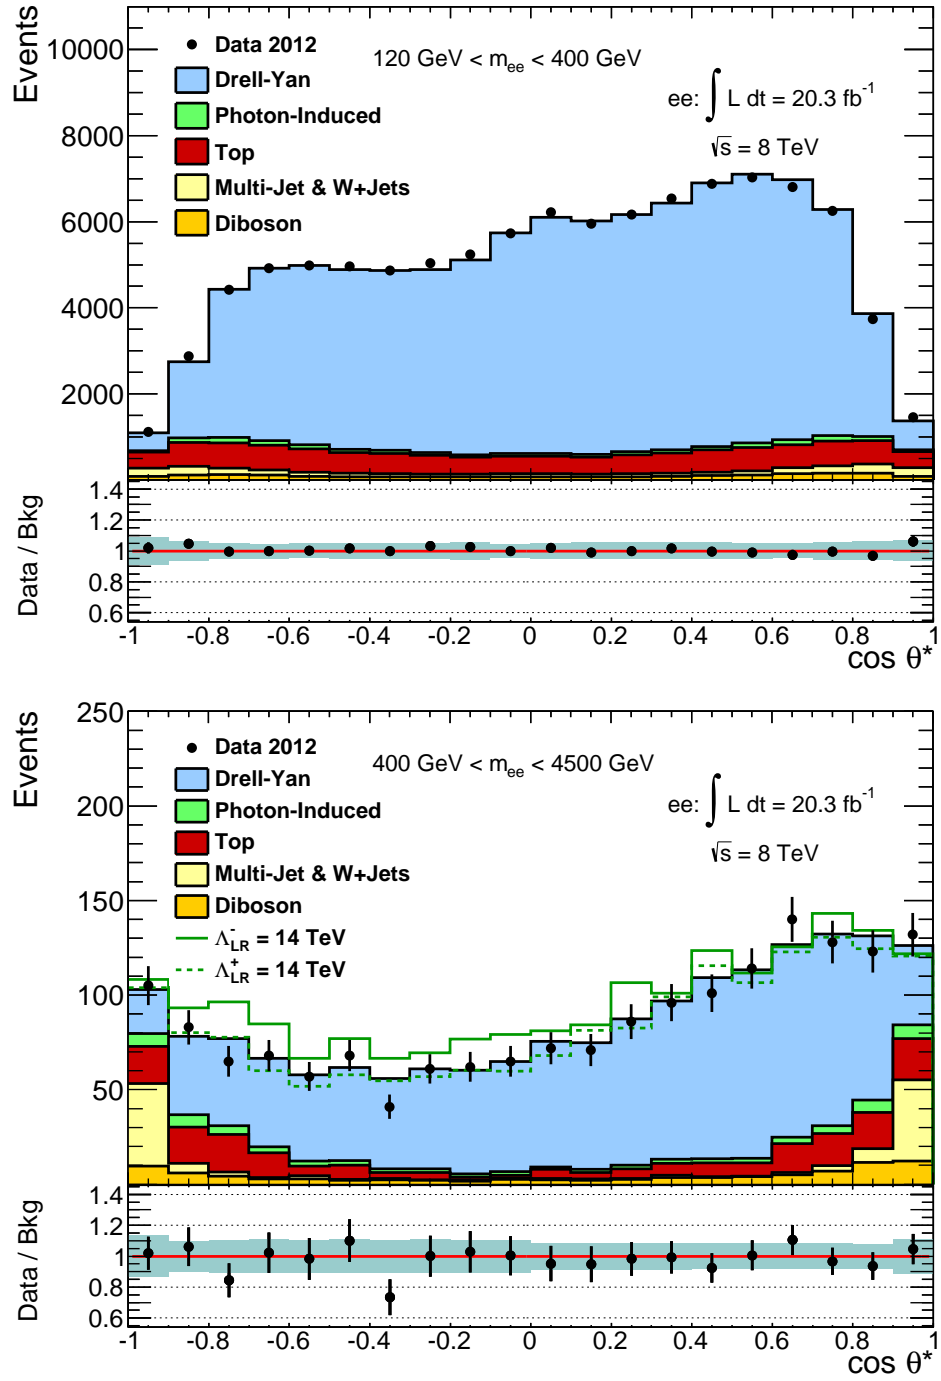 Events
10000
8000
6000
4000
2000
Data 2012
Drell-Yan
Photon-Induced
Top
Multi-Jet & W+Jets
Diboson
120 GeV < m_ee < 400 GeV
ee: ∫ L dt = 20.3 fb⁻¹
√s = 8 TeV
Data / Bkg
1.4
1.2
1
0.8
0.6
-1 -0.8 -0.6 -0.4 -0.2 0 0.2 0.4 0.6 0.8 1
cos θ*
Events
250
200
150
100
50
Data 2012
Drell-Yan
Photon-Induced
Top
Multi-Jet & W+Jets
Diboson
Λ⁻_LR = 14 TeV
Λ⁺_LR = 14 TeV
400 GeV < m_ee < 4500 GeV
ee: ∫ L dt = 20.3 fb⁻¹
√s = 8 TeV
Data / Bkg
1.4
1.2
1
0.8
0.6
-1 -0.8 -0.6 -0.4 -0.2 0 0.2 0.4 0.6 0.8 1
cos θ*